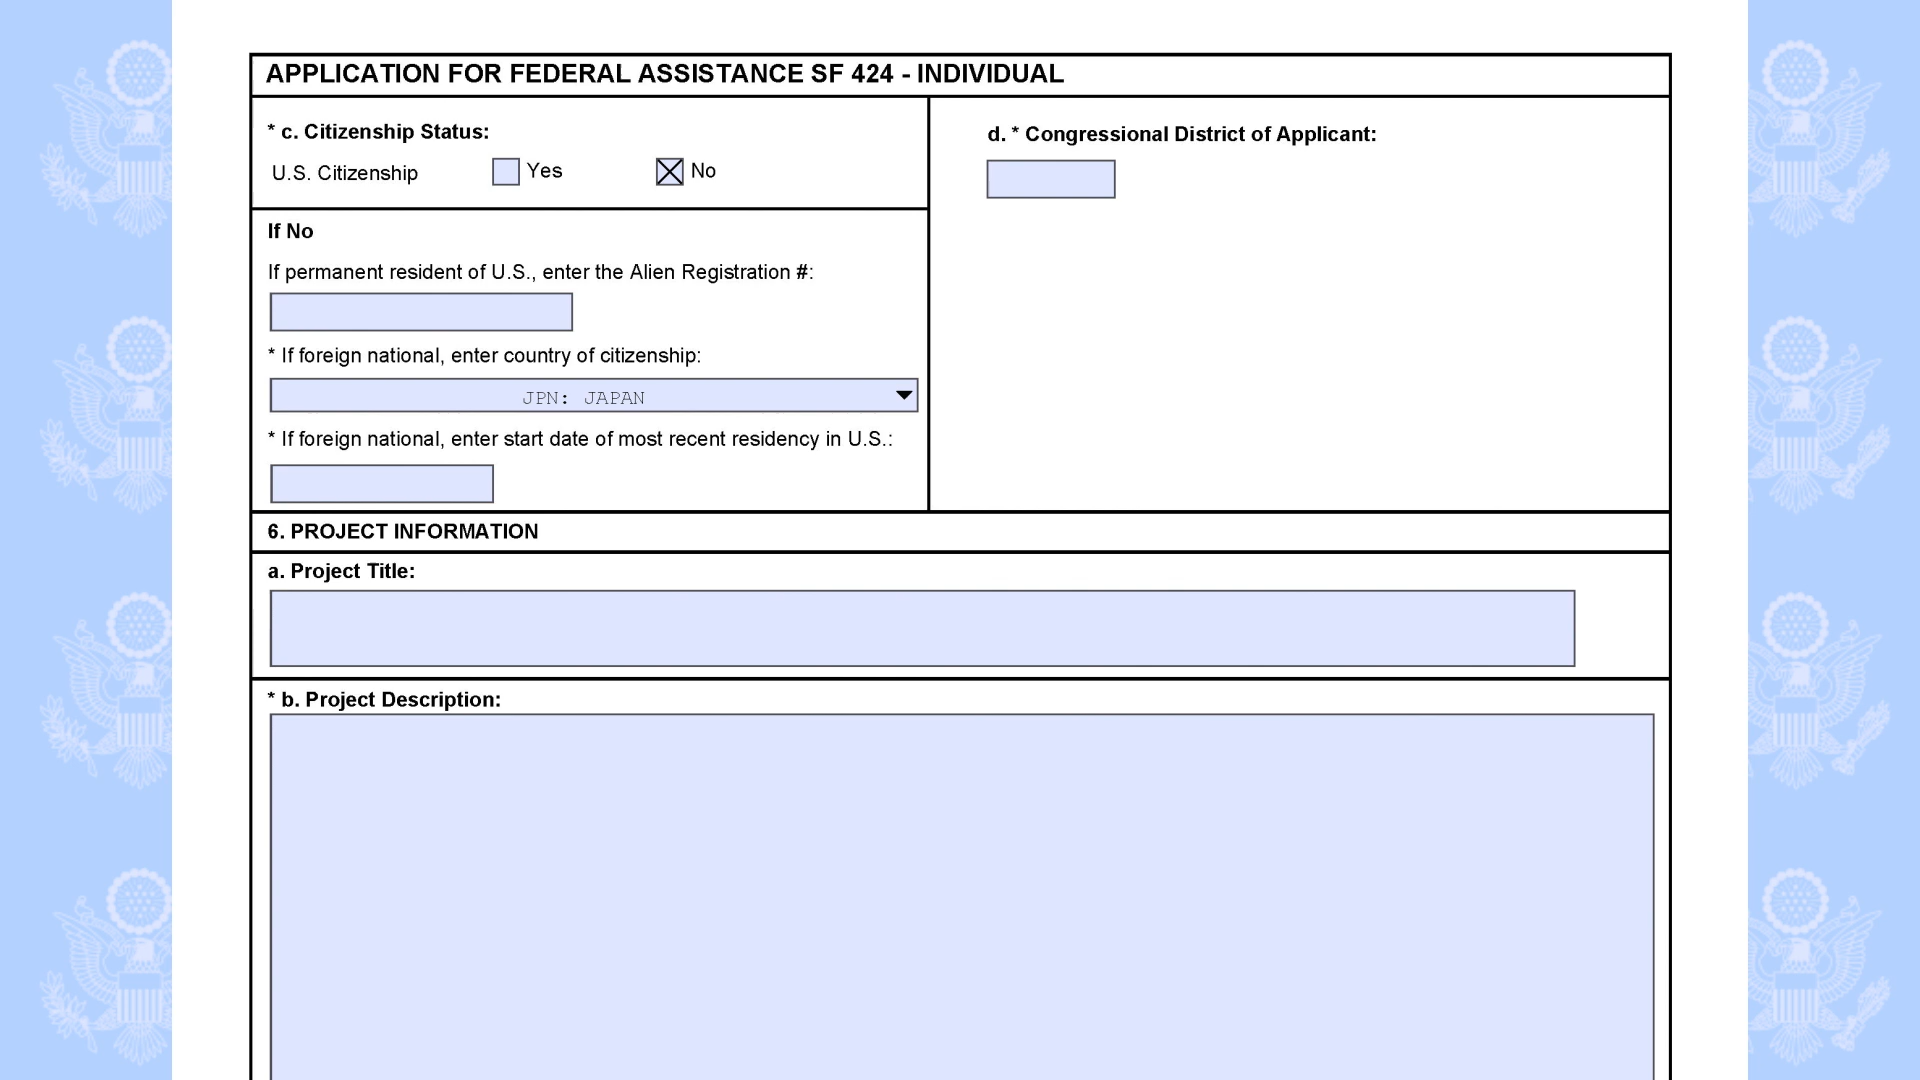 APPLICATION FOR FEDERAL ASSISTANCE SF 424 - INDIVIDUAL
* c. Citizenship Status:
U.S. Citizenship Yes No
If No
If permanent resident of U.S., enter the Alien Registration #:
* If foreign national, enter country of citizenship:
JPN: JAPAN
* If foreign national, enter start date of most recent residency in U.S.:
d. * Congressional District of Applicant:
6. PROJECT INFORMATION
a. Project Title:
* b. Project Description: